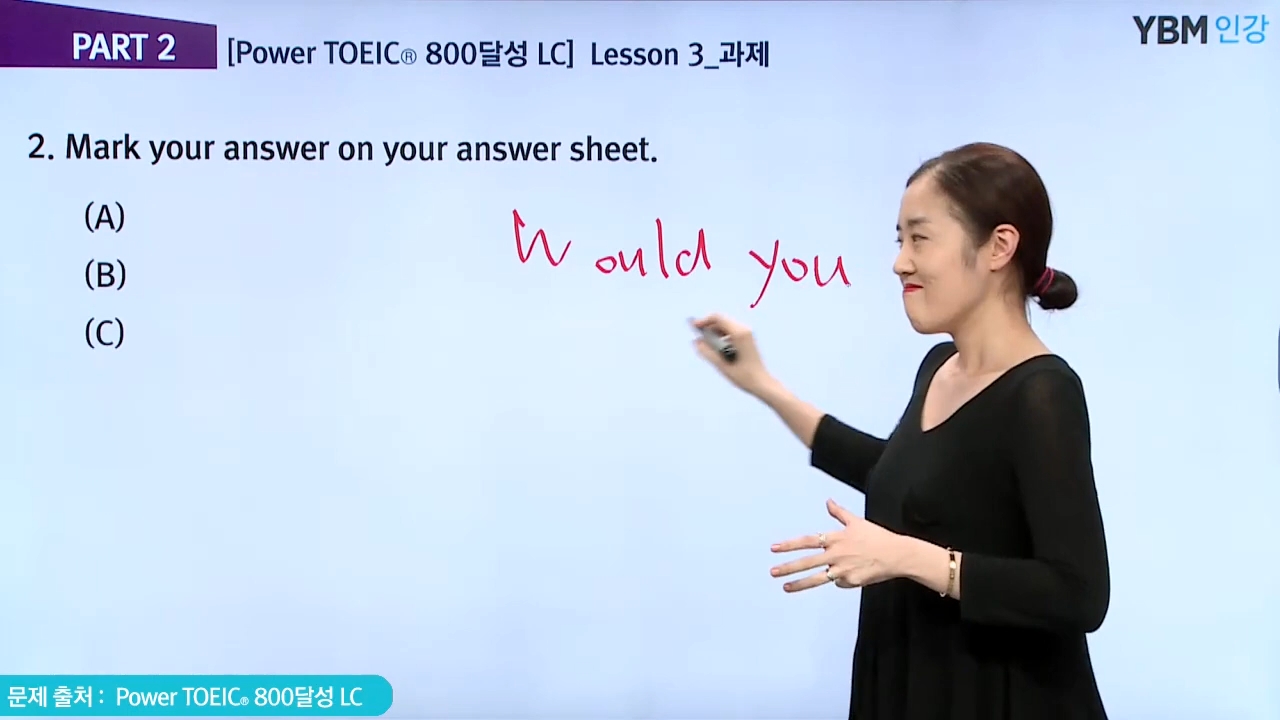 PART 2
[Power TOEIC® 800달성 LC] Lesson 3_과제
YBM 인강
2. Mark your answer on your answer sheet.
(A)
(B)
(C)
Would you
문제 출처 : Power TOEIC® 800달성 LC